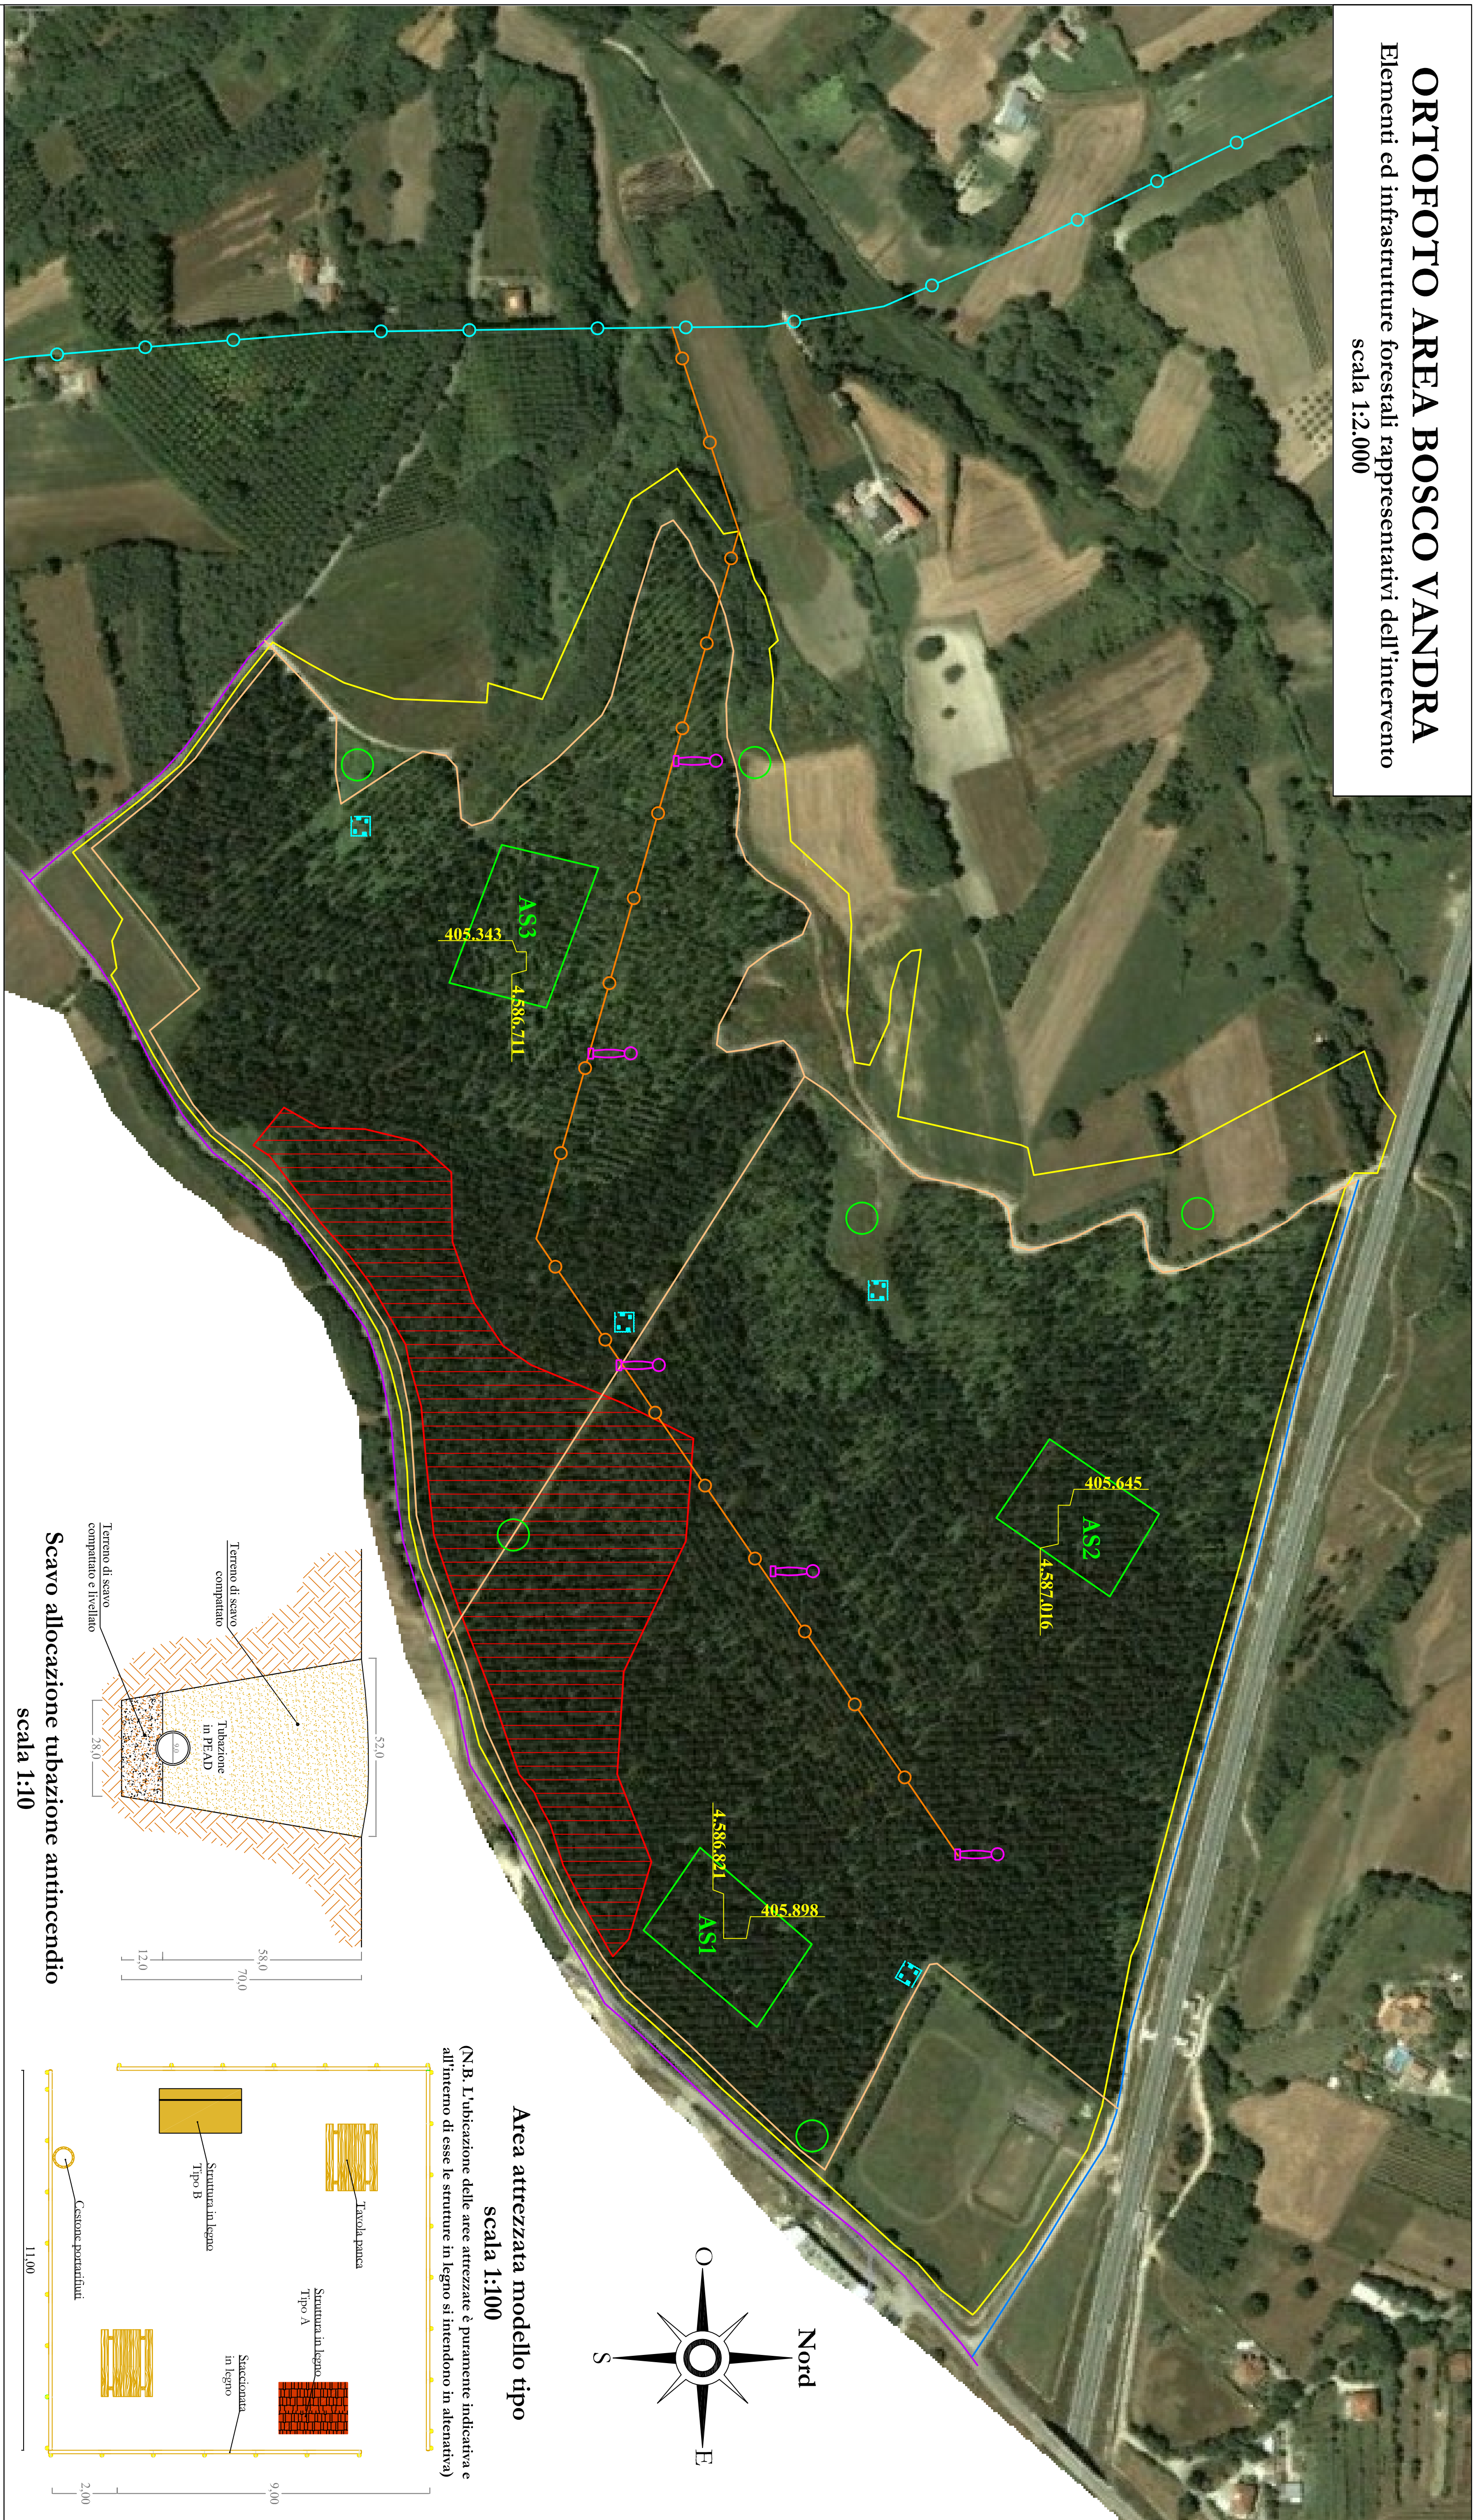 ORTOFOTO AREA BOSCO VANDRA
Elementi ed infrastrutture forestali rappresentativi dell'intervento
scala 1:2.000
AS3
405.343
4.586.711
AS2
405.645
4.587.016
AS1
4.586.821
405.898
Nord
O
E
S
Terreno di scavo
compattato
Terreno di scavo
compattato e livellato
Tubazione
in PEAD
9,0
52,0
28,0
58,0
12,0
70,0
Scavo allocazione tubazione antincendio
scala 1:10
Area attrezzata modello tipo
scala 1:100
(N.B. L'ubicazione delle aree attrezzate è puramente indicativa e
all'interno di esse le strutture in legno si intendono in altenativa)
Tavola panca
Struttura in legno
Tipo B
Struttura in legno
Tipo A
Cestone portarifiuti
Staccionata
in legno
11,00
9,00
2,00